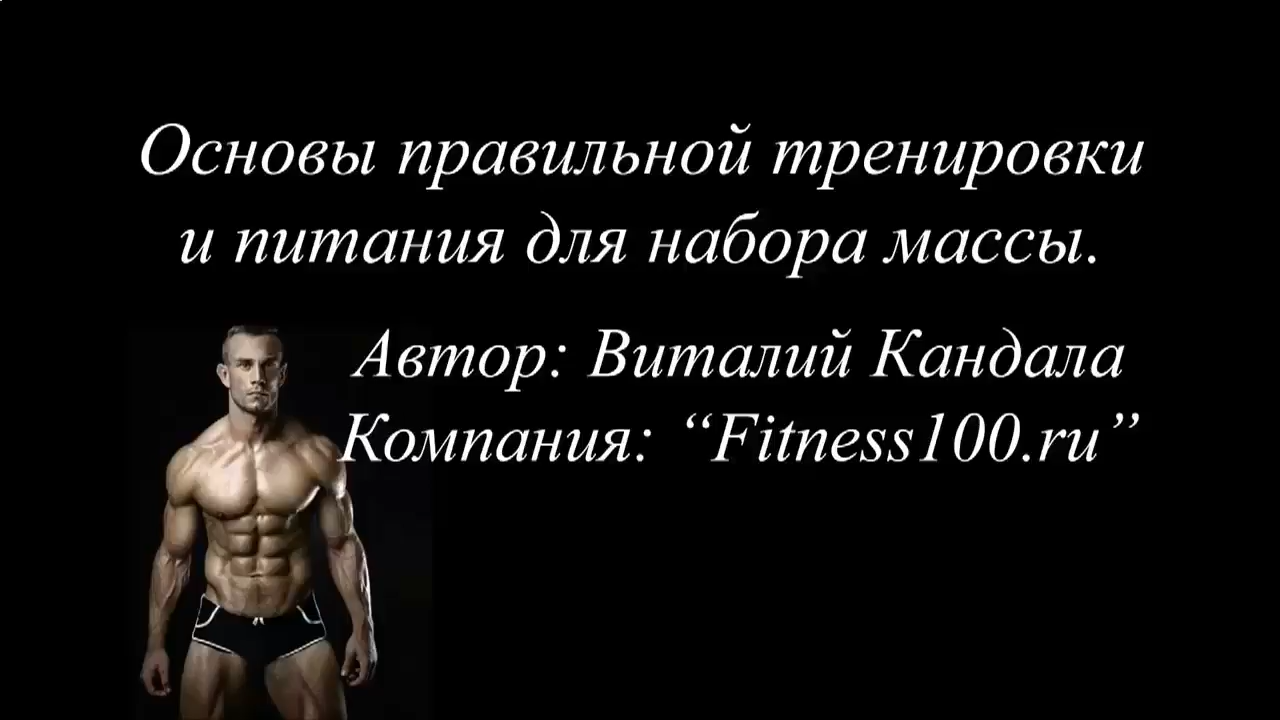 Основы правильной тренировки
и питания для набора массы.
Автор: Виталий Кандала
Компания: “Fitness100.ru”